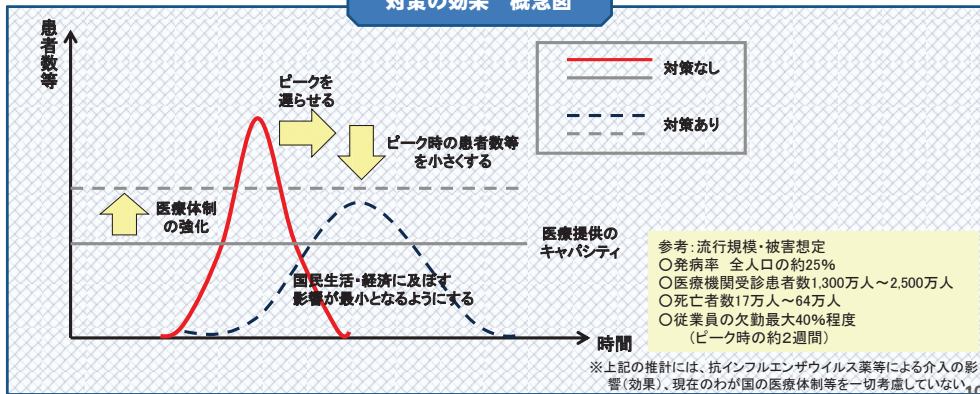 対策の効果 概念図
患者数等
ピークを
遅らせる
対策なし
対策あり
ピーク時の患者数等
を小さくする
医療体制
の強化
医療提供の
キャパシティ
国民生活・経済に及ぼす
影響が最小となるようにする
時間
参考:流行規模・被害想定
○発病率 全人口の約25%
○医療機関受診患者数1,300万人～2,500万人
○死亡者数17万人～64万人
○従業員の欠勤最大40%程度
(ピーク時の約2週間)
※上記の推計には、抗インフルエンザウイルス薬等による介入の影
響(効果)、現在のわが国の医療体制等を一切考慮していない。